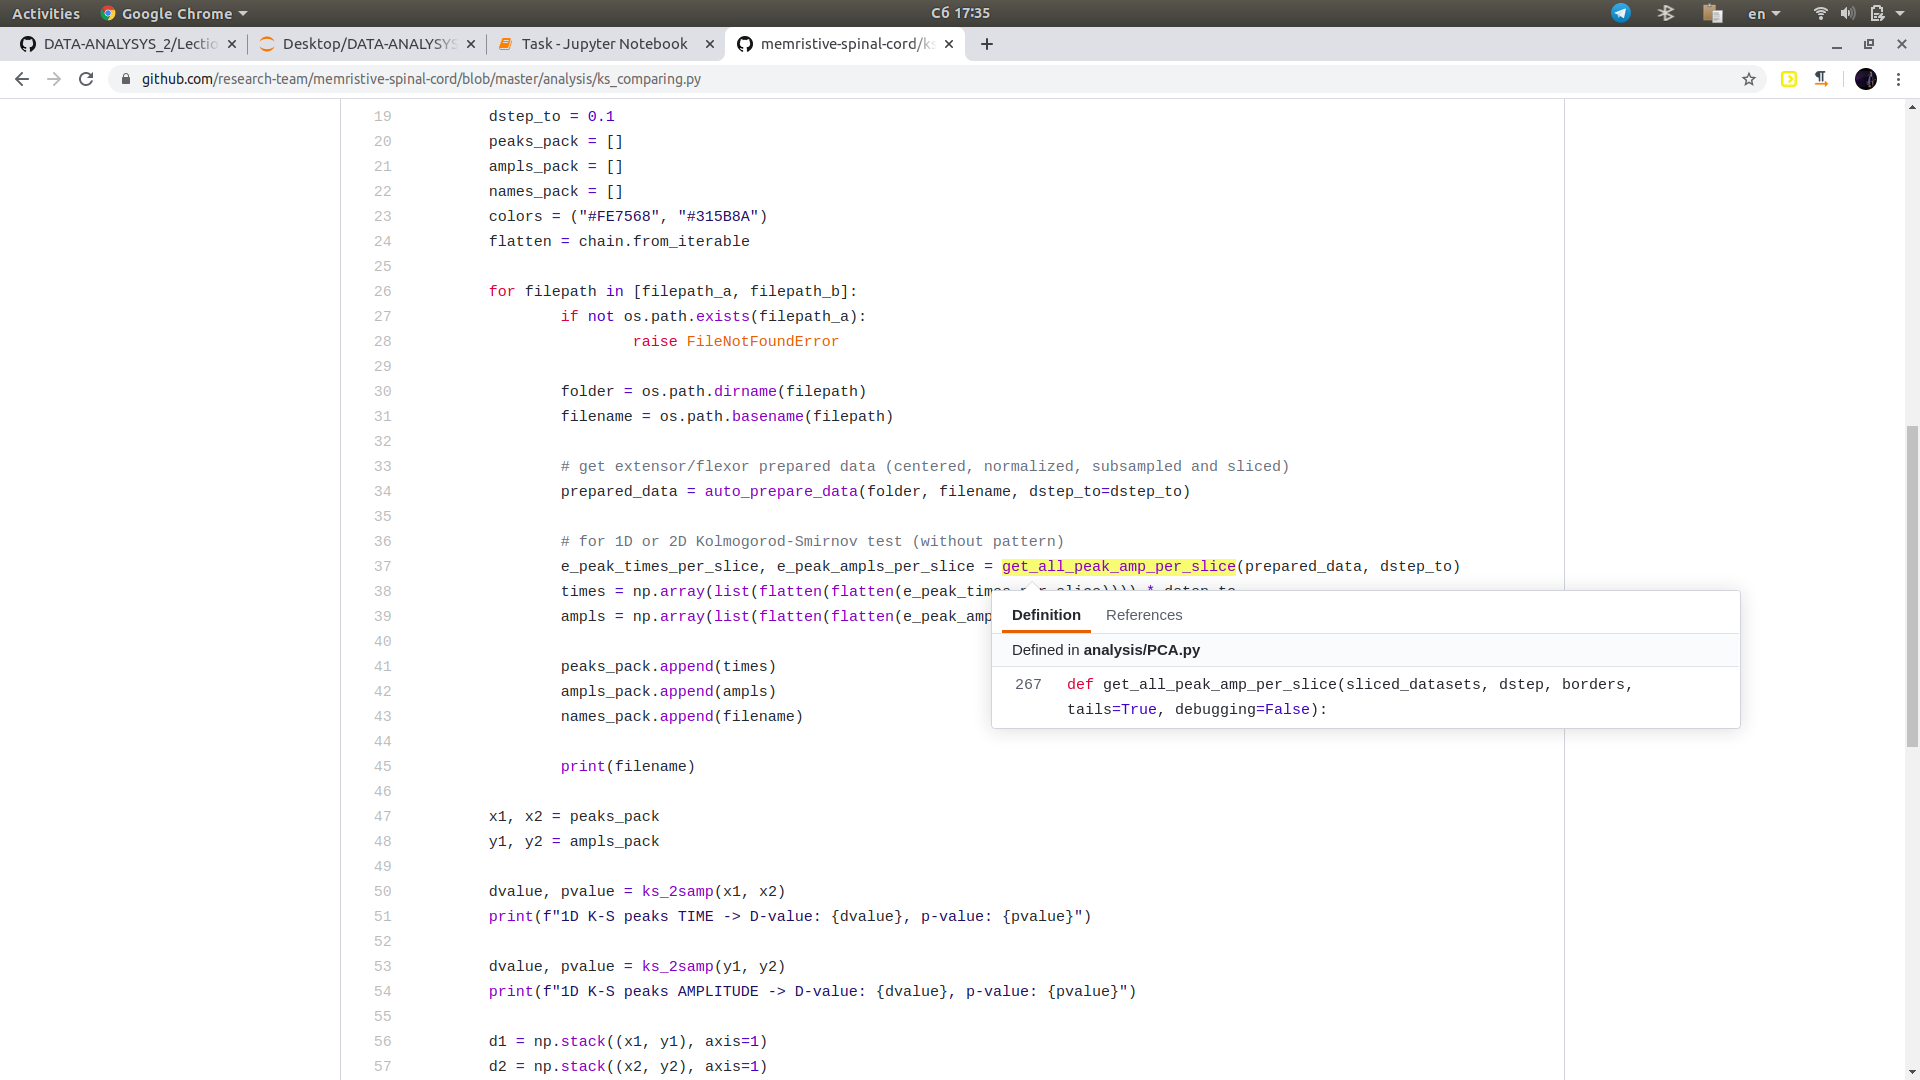 Activities Google Chrome Сб 17:35 en
DATA-ANALYSYS_2/Lectio Desktop/DATA-ANALYSYS Task - Jupyter Notebook memristive-spinal-cord/ks
github.com/research-team/memristive-spinal-cord/blob/master/analysis/ks_comparing.py
19 dstep_to = 0.1
20 peaks_pack = []
21 ampls_pack = []
22 names_pack = []
23 colors = ("#FE7568", "#315B8A")
24 flatten = chain.from_iterable
25
26 for filepath in [filepath_a, filepath_b]:
27 if not os.path.exists(filepath_a):
28 raise FileNotFoundError
29
30 folder = os.path.dirname(filepath)
31 filename = os.path.basename(filepath)
32
33 # get extensor/flexor prepared data (centered, normalized, subsampled and sliced)
34 prepared_data = auto_prepare_data(folder, filename, dstep_to=dstep_to)
35
36 # for 1D or 2D Kolmogorod-Smirnov test (without pattern)
37 e_peak_times_per_slice, e_peak_ampls_per_slice = get_all_peak_amp_per_slice(prepared_data, dstep_to)
38 times = np.array(list(flatten(flatten(e_peak_times_per_slice)))) * dstep_to
39 ampls = np.array(list(flatten(flatten(e_peak_amp
Definition References
Defined in analysis/PCA.py
267 def get_all_peak_amp_per_slice(sliced_datasets, dstep, borders,
tails=True, debugging=False):
40
41 peaks_pack.append(times)
42 ampls_pack.append(ampls)
43 names_pack.append(filename)
44
45 print(filename)
46
47 x1, x2 = peaks_pack
48 y1, y2 = ampls_pack
49
50 dvalue, pvalue = ks_2samp(x1, x2)
51 print(f"1D K-S peaks TIME -> D-value: {dvalue}, p-value: {pvalue}")
52
53 dvalue, pvalue = ks_2samp(y1, y2)
54 print(f"1D K-S peaks AMPLITUDE -> D-value: {dvalue}, p-value: {pvalue}")
55
56 d1 = np.stack((x1, y1), axis=1)
57 d2 = np.stack((x2, y2), axis=1)